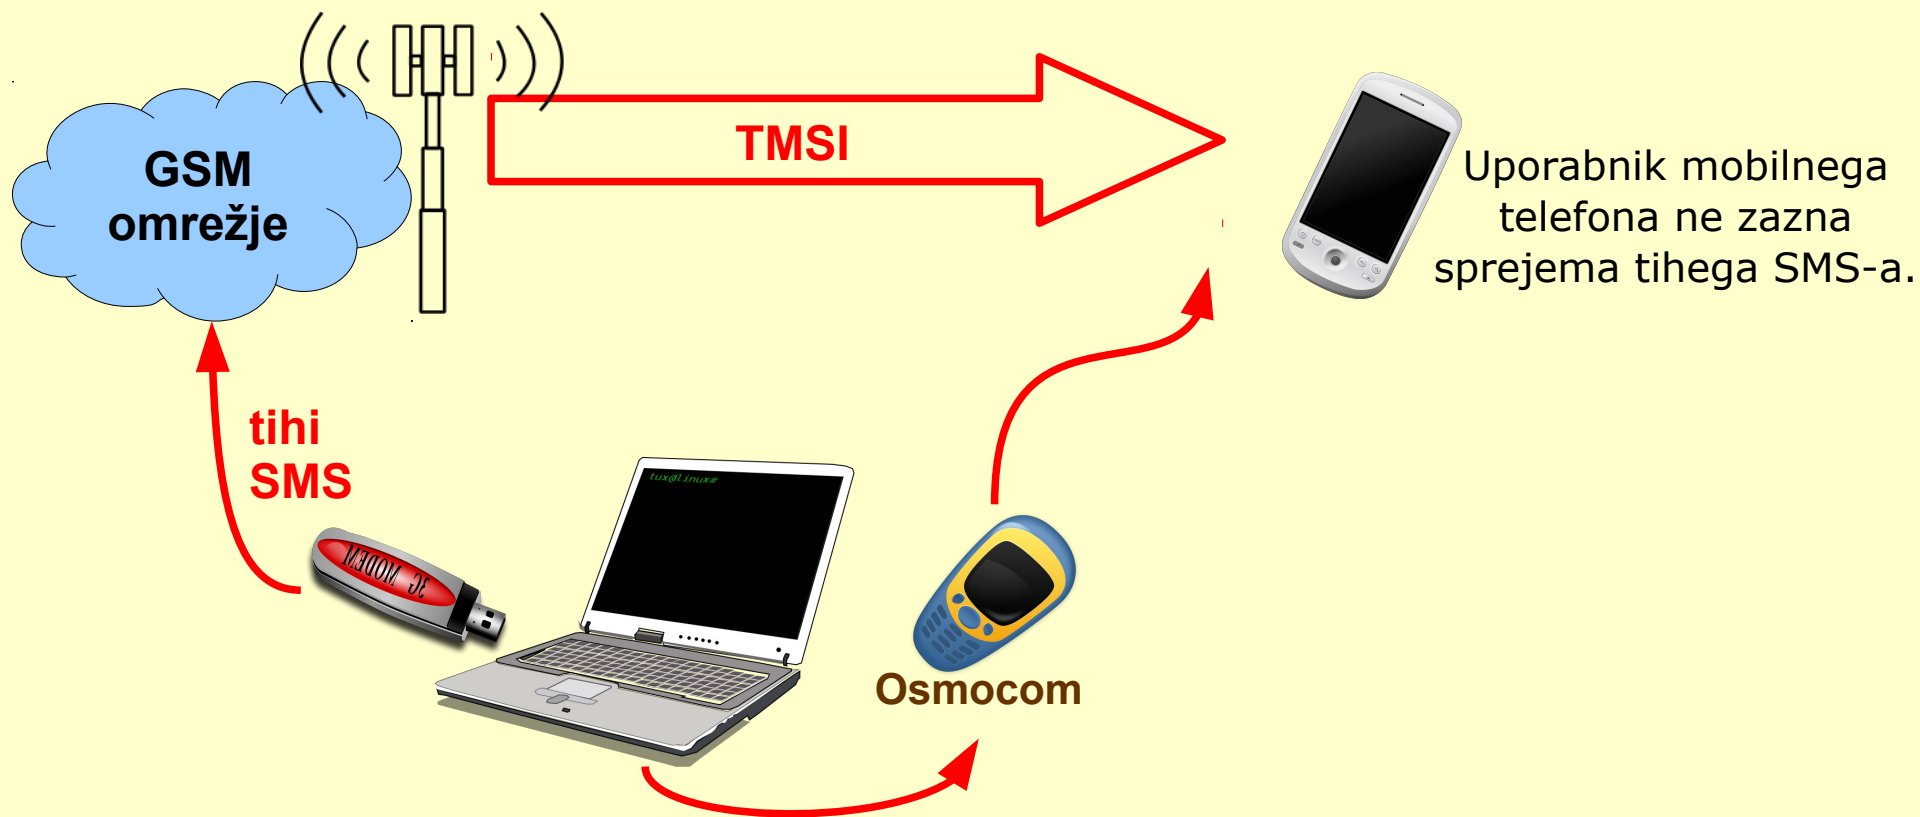 GSM
omrežje
TMSI
Uporabnik mobilnega
telefona ne zazna
sprejema tihega SMS-a.
tihi
SMS
3G MODEM
tux@linux#
Osmocom